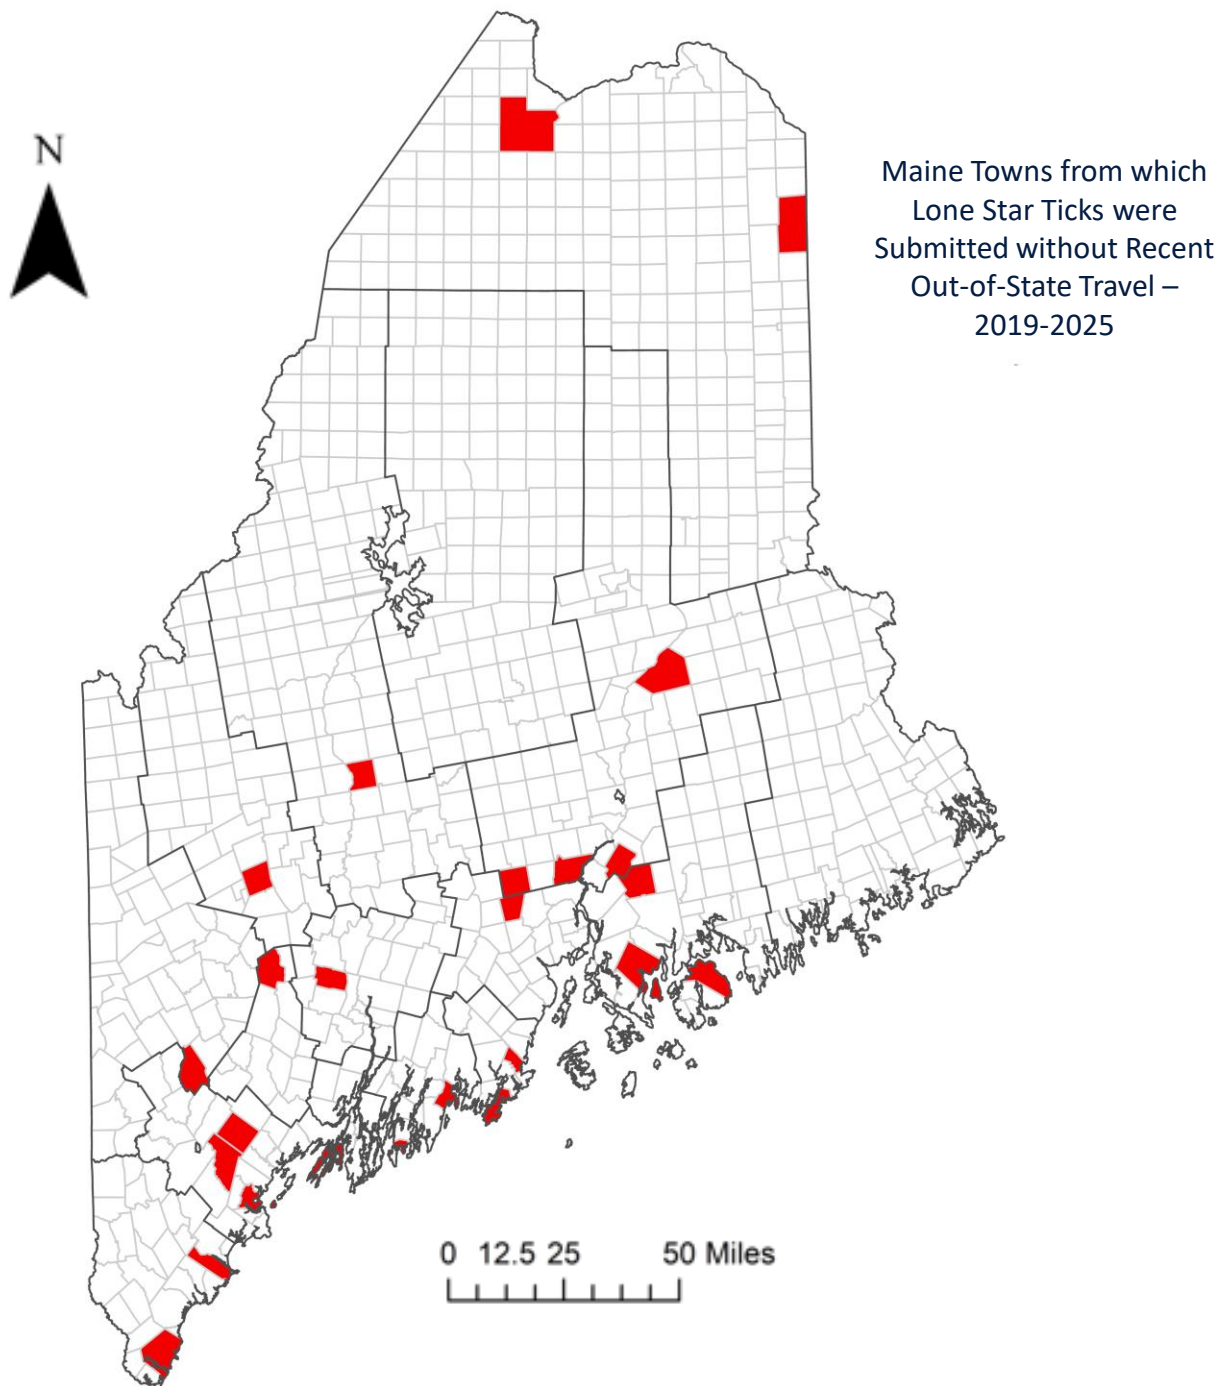 N
Maine Towns from which
Lone Star Ticks were
Submitted without Recent
Out-of-State Travel –
2019-2025
0 12.5 25 50 Miles